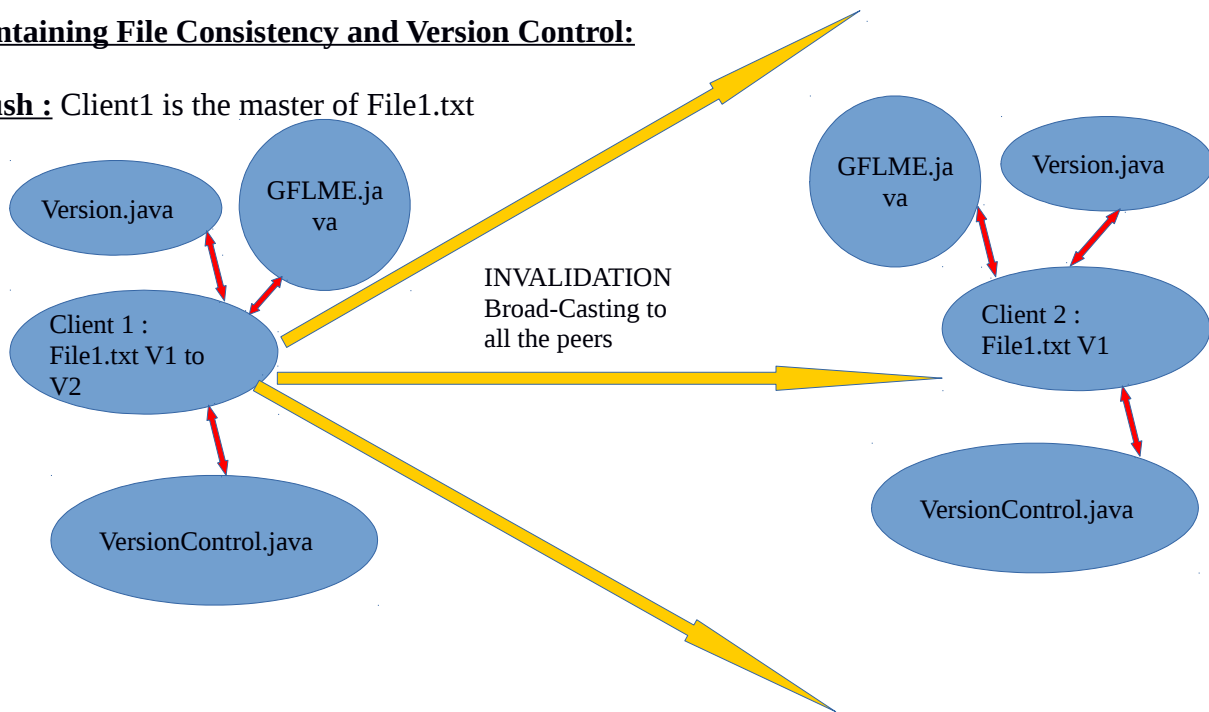 ntaining File Consistency and Version Control:
ush : Client1 is the master of File1.txt
Version.java
GFLME.ja
va
Client 1 :
File1.txt V1 to
V2
VersionControl.java
INVALIDATION
Broad-Casting to
all the peers
GFLME.ja
va
Version.java
Client 2 :
File1.txt V1
VersionControl.java